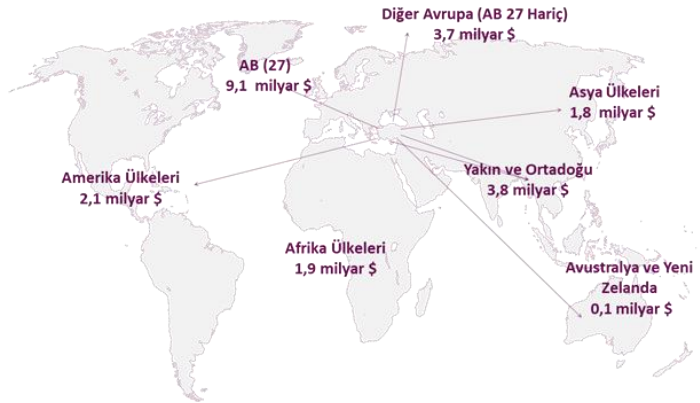 Diğer Avrupa (AB 27 Hariç)
3,7 milyar $
AB (27)
9,1 milyar $
Asya Ülkeleri
1,8 milyar $
Amerika Ülkeleri
2,1 milyar $
Yakın ve Ortadoğu
3,8 milyar $
Afrika Ülkeleri
1,9 milyar $
Avustralya ve Yeni
Zelanda
0,1 milyar $